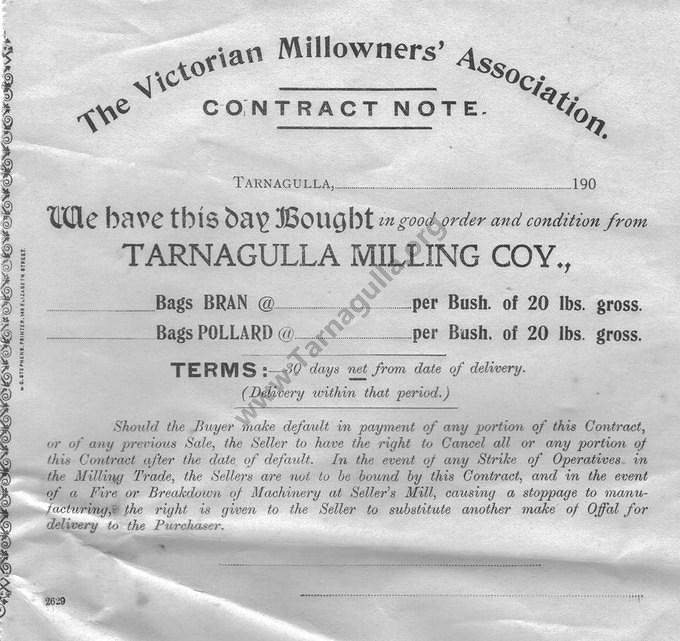 The Victorian Millowners' Association.
CONTRACT NOTE.
TARNAGULLA, 190
We have this day Bought in good order and condition from
TARNAGULLA MILLING COY.,
Bags BRAN @ per Bush. of 20 lbs. gross.
Bags POLLARD @ per Bush. of 20 lbs. gross.
TERMS:—30 days net from date of delivery.
(Delivery within that period.)
Should the Buyer make default in payment of any portion of this Contract,
or of any previous Sale, the Seller to have the right to Cancel all or any portion of
this Contract after the date of default. In the event of any Strike of Operatives in
the Milling Trade, the Sellers are not to be bound by this Contract, and in the event
of a Fire or Breakdown of Machinery at Seller's Mill, causing a stoppage to manu-
facturing, the right is given to the Seller to substitute another make of Offal for
delivery to the Purchaser.
2629
STEPHENS, PRINTER, ELIZABETH STREET.
www.Tarnagulla.org